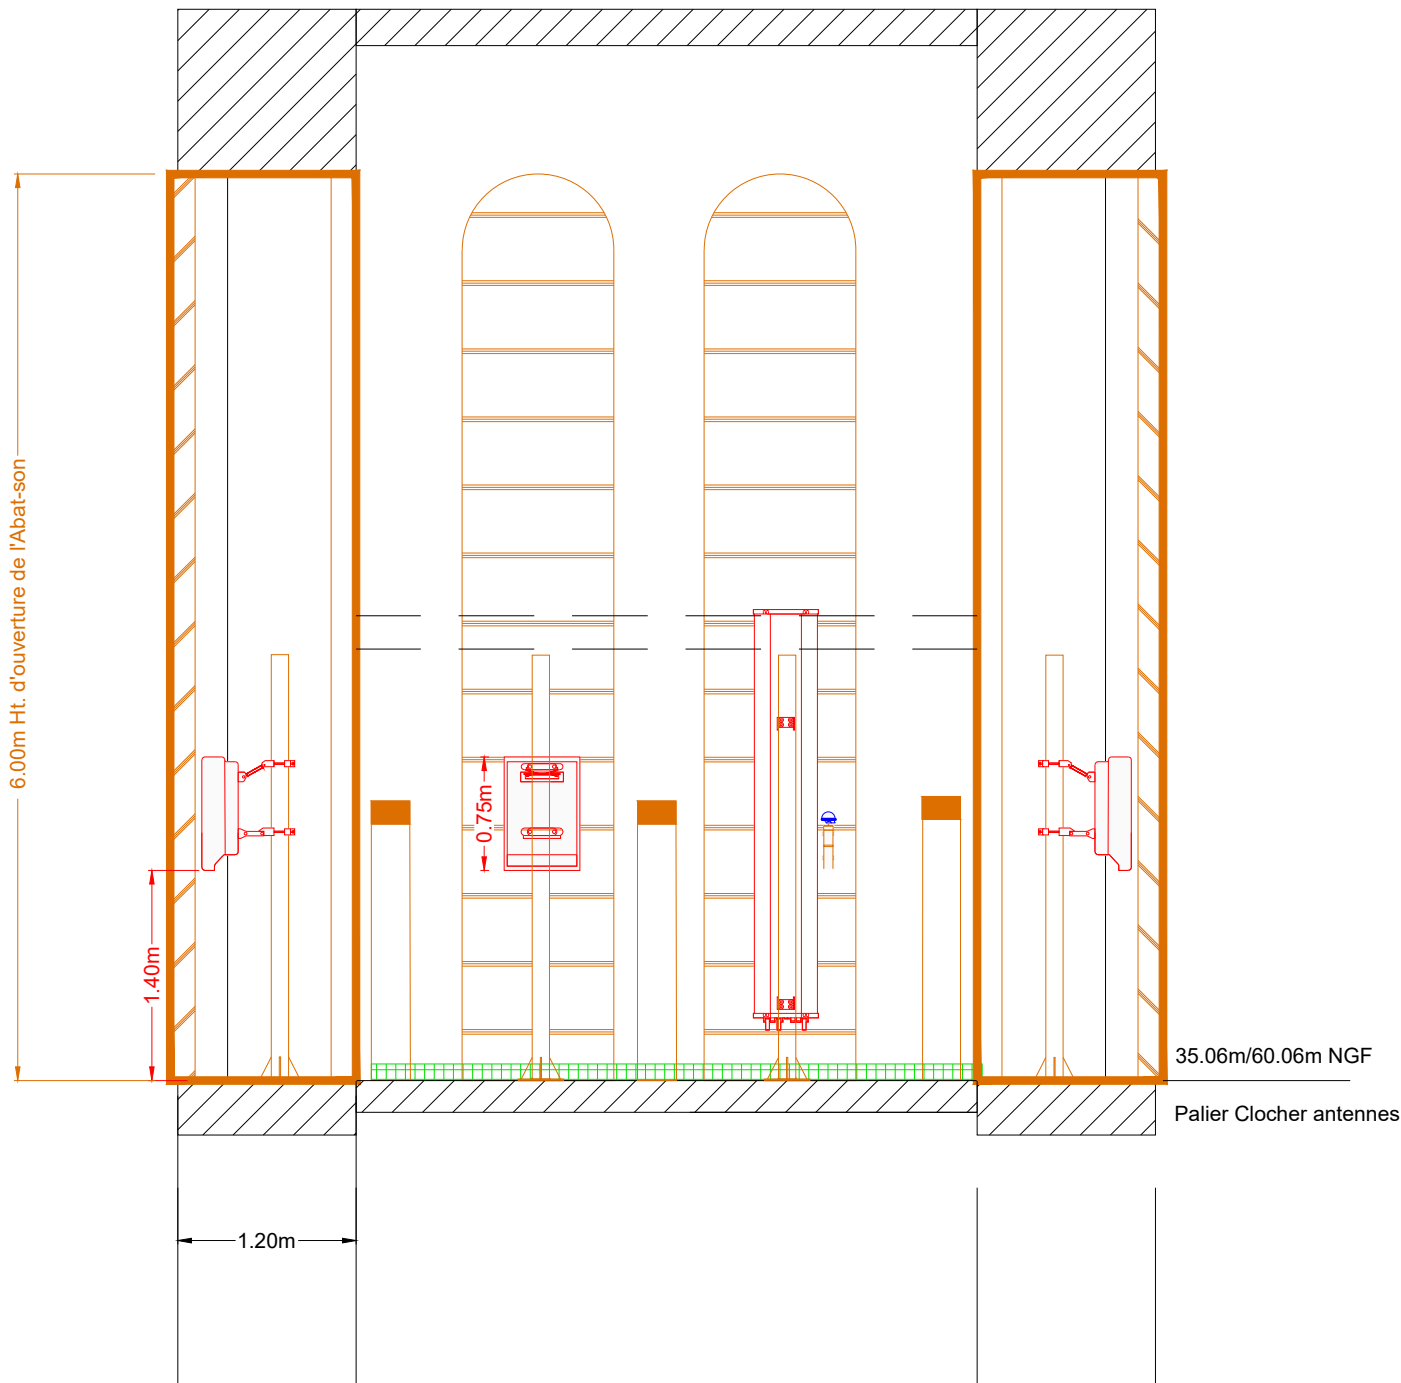 6.00m Ht. d'ouverture de l'Abat-son
0.75m
1.40m
35.06m/60.06m NGF
Palier Clocher antennes
1.20m